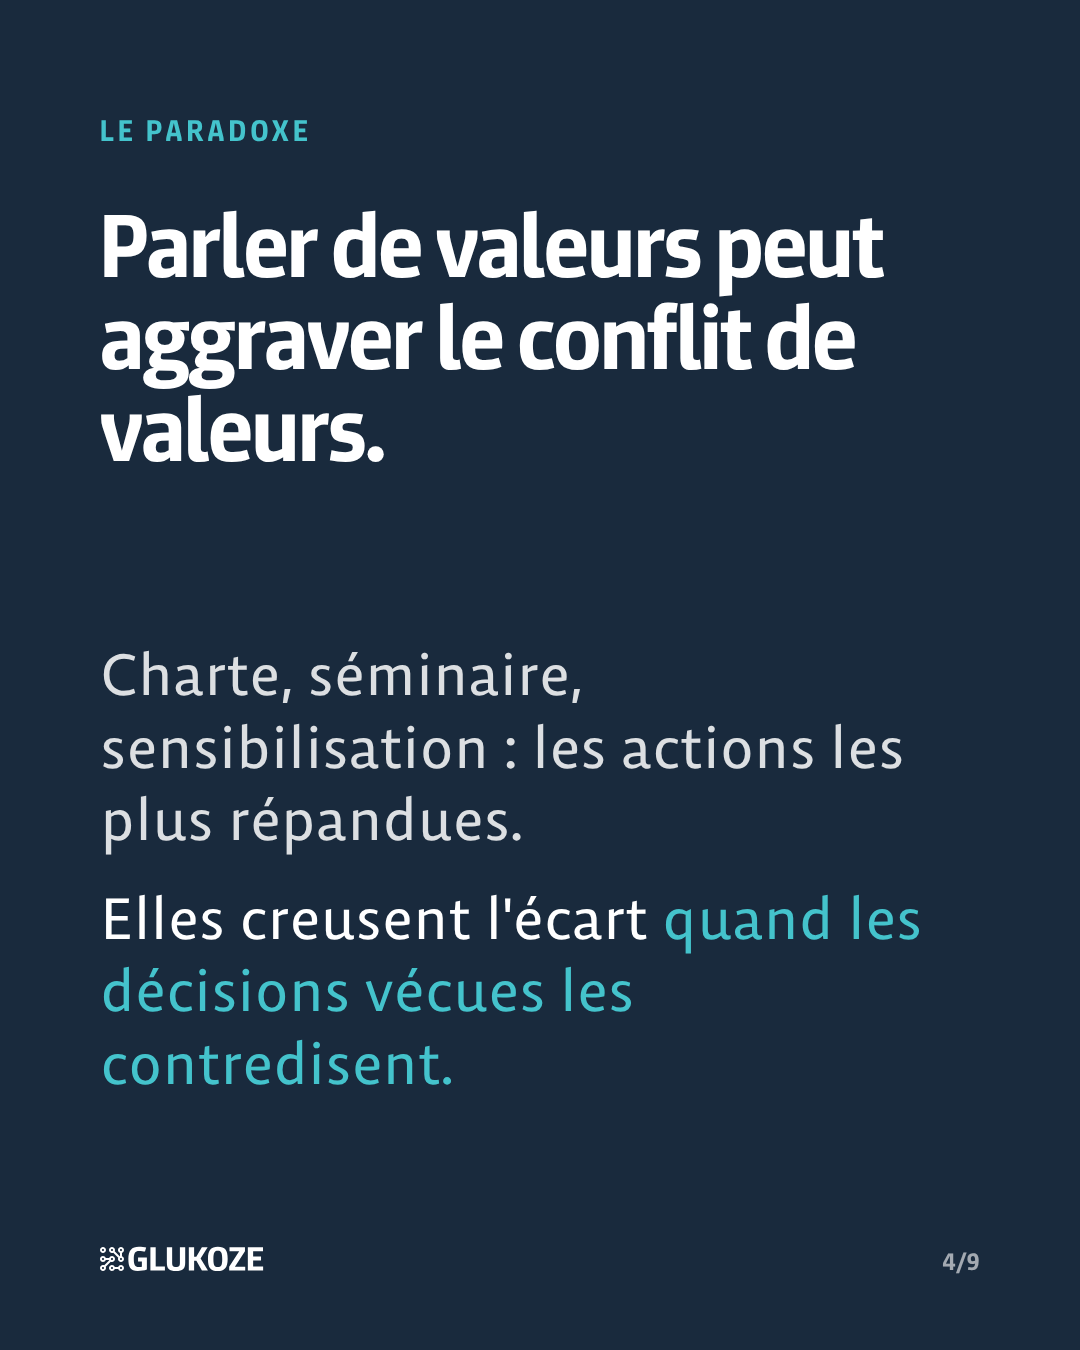 LE PARADOXE
Parler de valeurs peut
aggraver le conflit de
valeurs.
Charte, séminaire,
sensibilisation : les actions les
plus répandues.
Elles creusent l'écart quand les
décisions vécues les
contredisent.
GLUKOZE
4/9